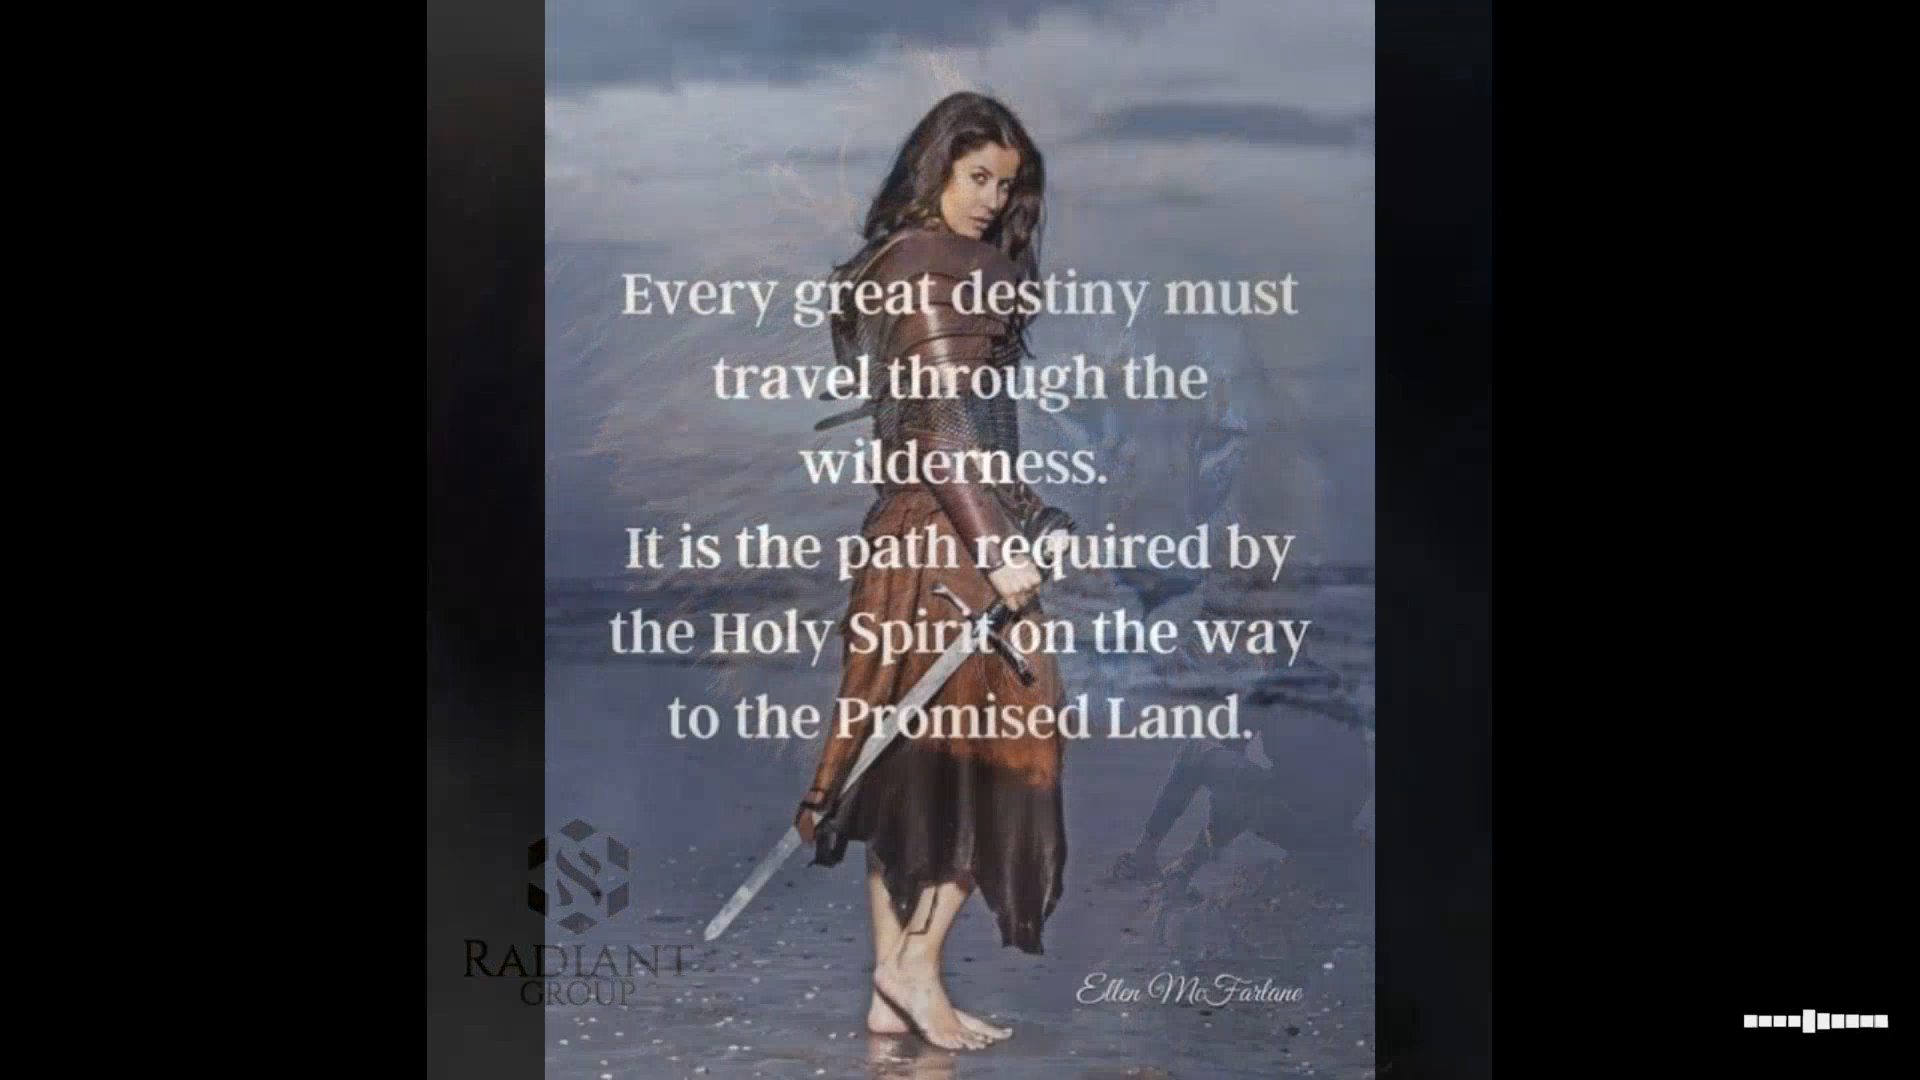 Every great destiny must
travel through the
wilderness.
It is the path required by
the Holy Spirit on the way
to the Promised Land.
RADIANT
GROUP
Ellen McFarlane